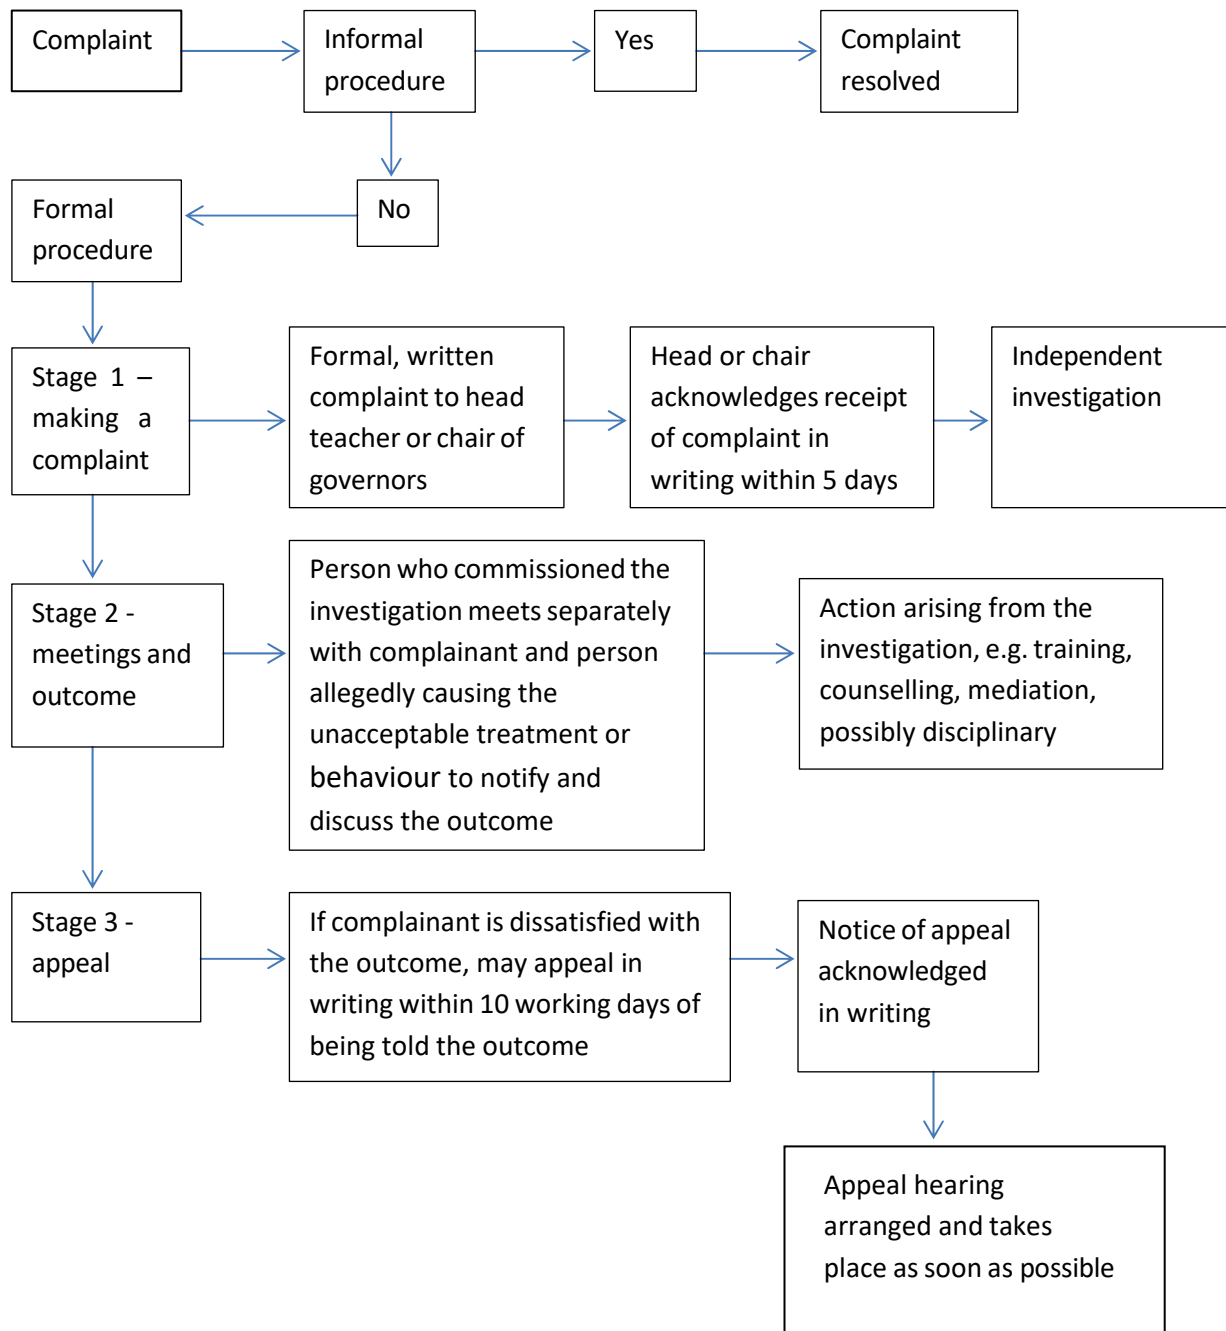 Complaint
Informal
procedure
Yes
Complaint
resolved
Formal
procedure
No
Stage 1 –
making a
complaint
Formal, written
complaint to head
teacher or chair of
governors
Head or chair
acknowledges receipt
of complaint in
writing within 5 days
Independent
investigation
Stage 2 -
meetings and
outcome
Person who commissioned the
investigation meets separately
with complainant and person
allegedly causing the
unacceptable treatment or
behaviour to notify and
discuss the outcome
Action arising from the
investigation, e.g. training,
counselling, mediation,
possibly disciplinary
Stage 3 -
appeal
If complainant is dissatisfied with
the outcome, may appeal in
writing within 10 working days of
being told the outcome
Notice of appeal
acknowledged
in writing
Appeal hearing
arranged and takes
place as soon as possible